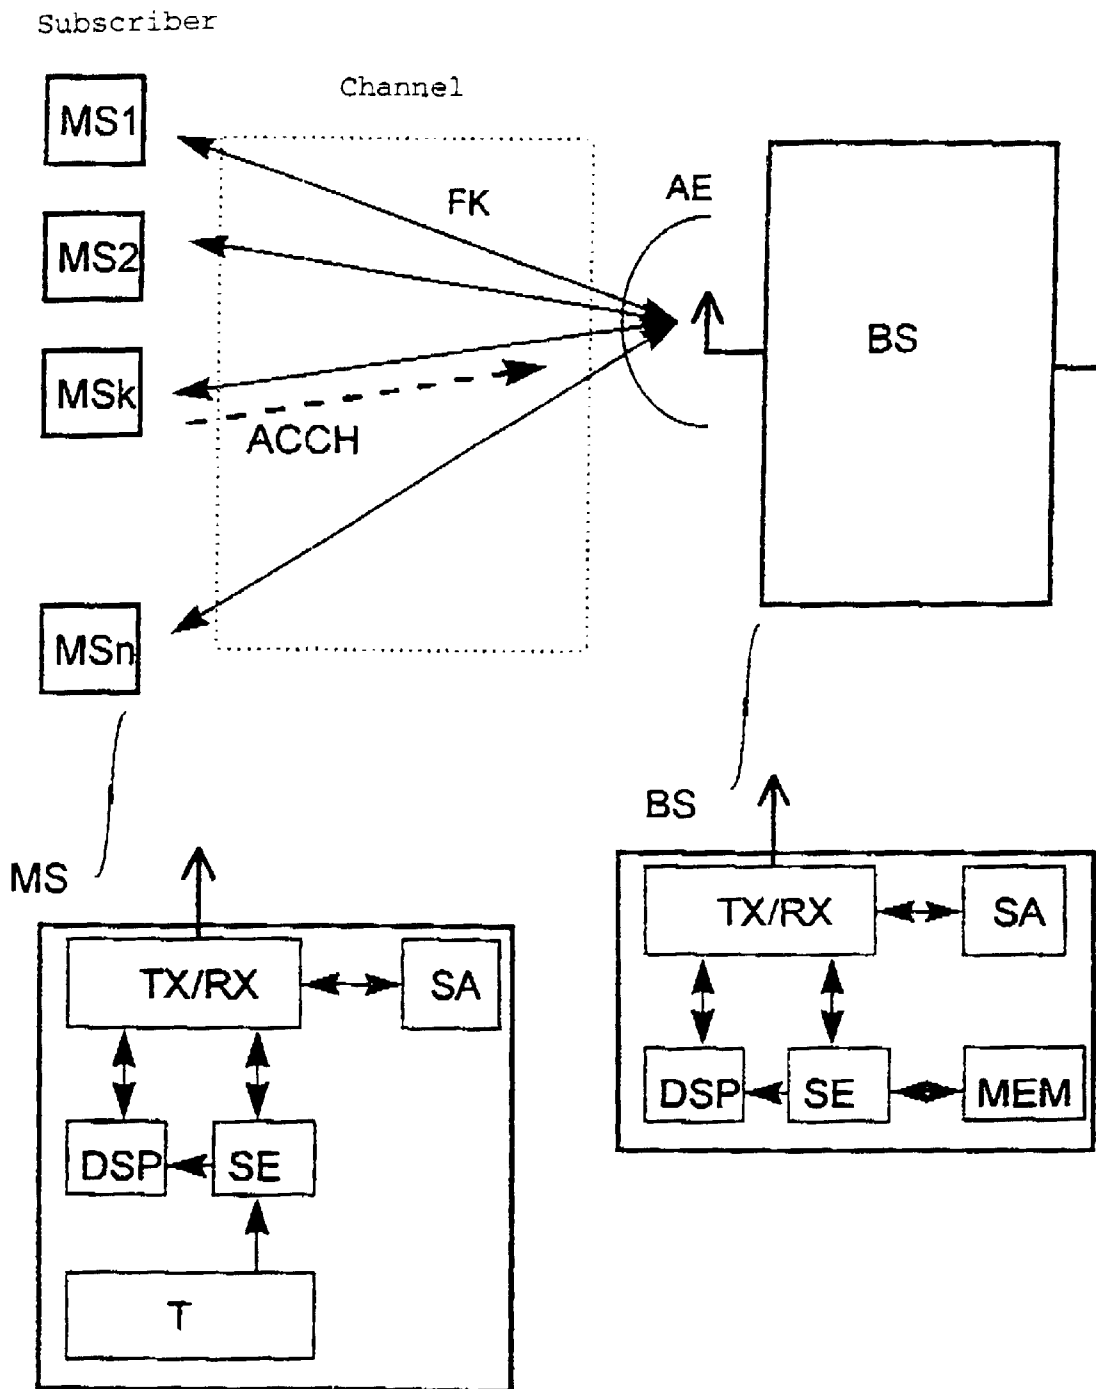 Subscriber
Channel
MS1
FK
AE
MS2
BS
MSk
ACCH
MSn
BS
MS
TX/RX
SA
TX/RX
SA
DSP
SE
MEM
DSP
SE
T